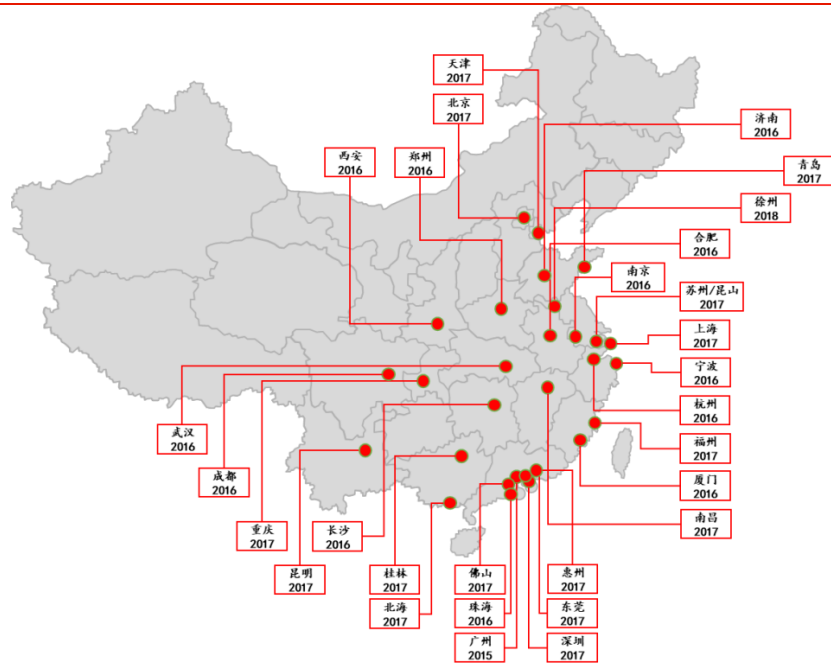 天津
2017
北京
2017
济南
2016
西安
2016
郑州
2016
青岛
2017
徐州
2018
合肥
2016
南京
2016
苏州/昆山
2017
上海
2017
宁波
2016
杭州
2016
武汉
2016
福州
2017
成都
2016
厦门
2016
南昌
2017
重庆
2017
长沙
2016
昆明
2017
桂林
2017
佛山
2017
惠州
2017
北海
2017
珠海
2016
东莞
2017
广州
2015
深圳
2017